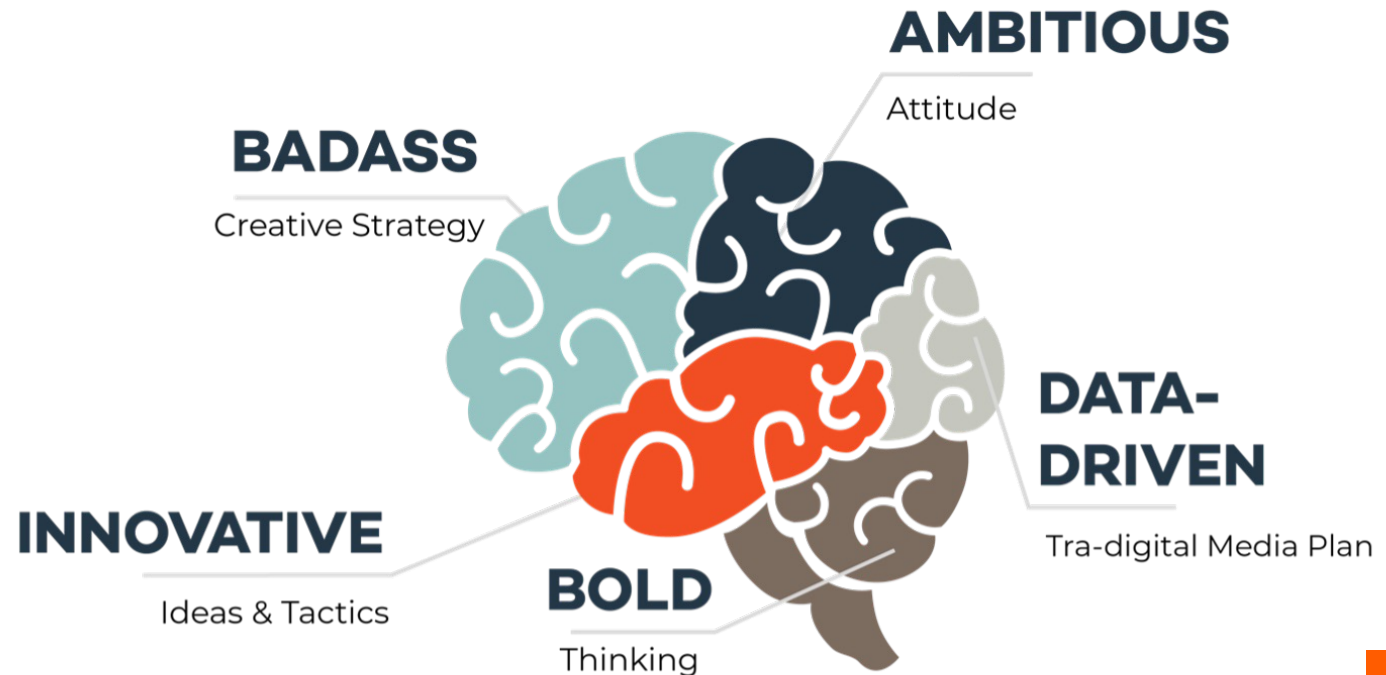 AMBITIOUS
Attitude
BADASS
Creative Strategy
DATA-
DRIVEN
Tra-digital Media Plan
INNOVATIVE
Ideas & Tactics
BOLD
Thinking